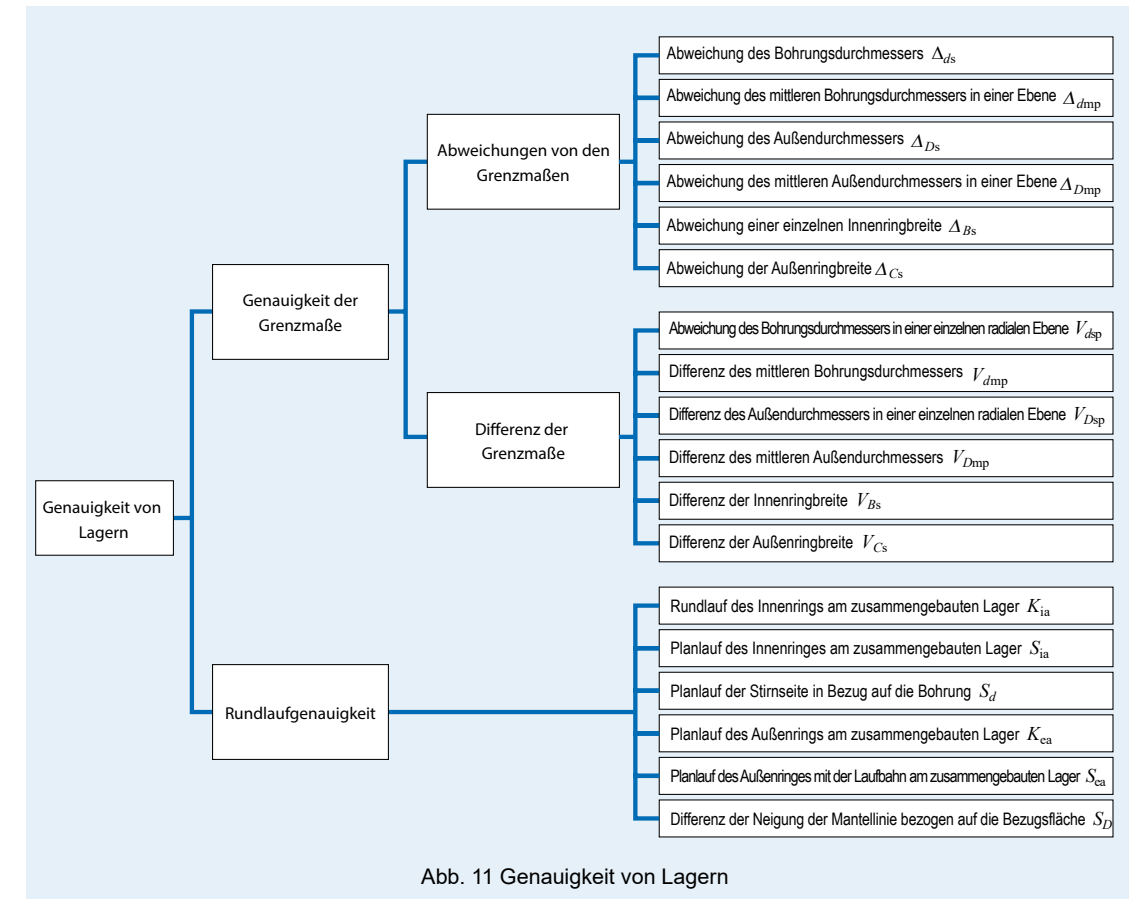 Genauigkeit von
Lagern
Genauigkeit der
Grenzmaße
Abweichungen von den
Grenzmaßen
Abweichung des Bohrungsdurchmessers Δds
Abweichung des mittleren Bohrungsdurchmessers in einer Ebene Δdmp
Abweichung des Außendurchmessers ΔDs
Abweichung des mittleren Außendurchmessers in einer Ebene ΔDmp
Abweichung einer einzelnen Innenringbreite ΔBs
Abweichung der Außenringbreite ΔCs
Differenz der
Grenzmaße
Abweichung des Bohrungsdurchmessers in einer einzelnen radialen Ebene Vdsp
Differenz des mittleren Bohrungsdurchmessers Vdmp
Differenz des Außendurchmessers in einer einzelnen radialen Ebene VDsp
Differenz des mittleren Außendurchmessers VDmp
Differenz der Innenringbreite VBs
Differenz der Außenringbreite VCs
Rundlaufgenauigkeit
Rundlauf des Innenrings am zusammengebauten Lager Kia
Planlauf des Innenringes am zusammengebauten Lager Sia
Planlauf der Stirnseite in Bezug auf die Bohrung Sd
Planlauf des Außenrings am zusammengebauten Lager Kea
Planlauf des Außenringes mit der Laufbahn am zusammengebauten Lager Sea
Differenz der Neigung der Mantellinie bezogen auf die Bezugsfläche SD
Abb. 11 Genauigkeit von Lagern